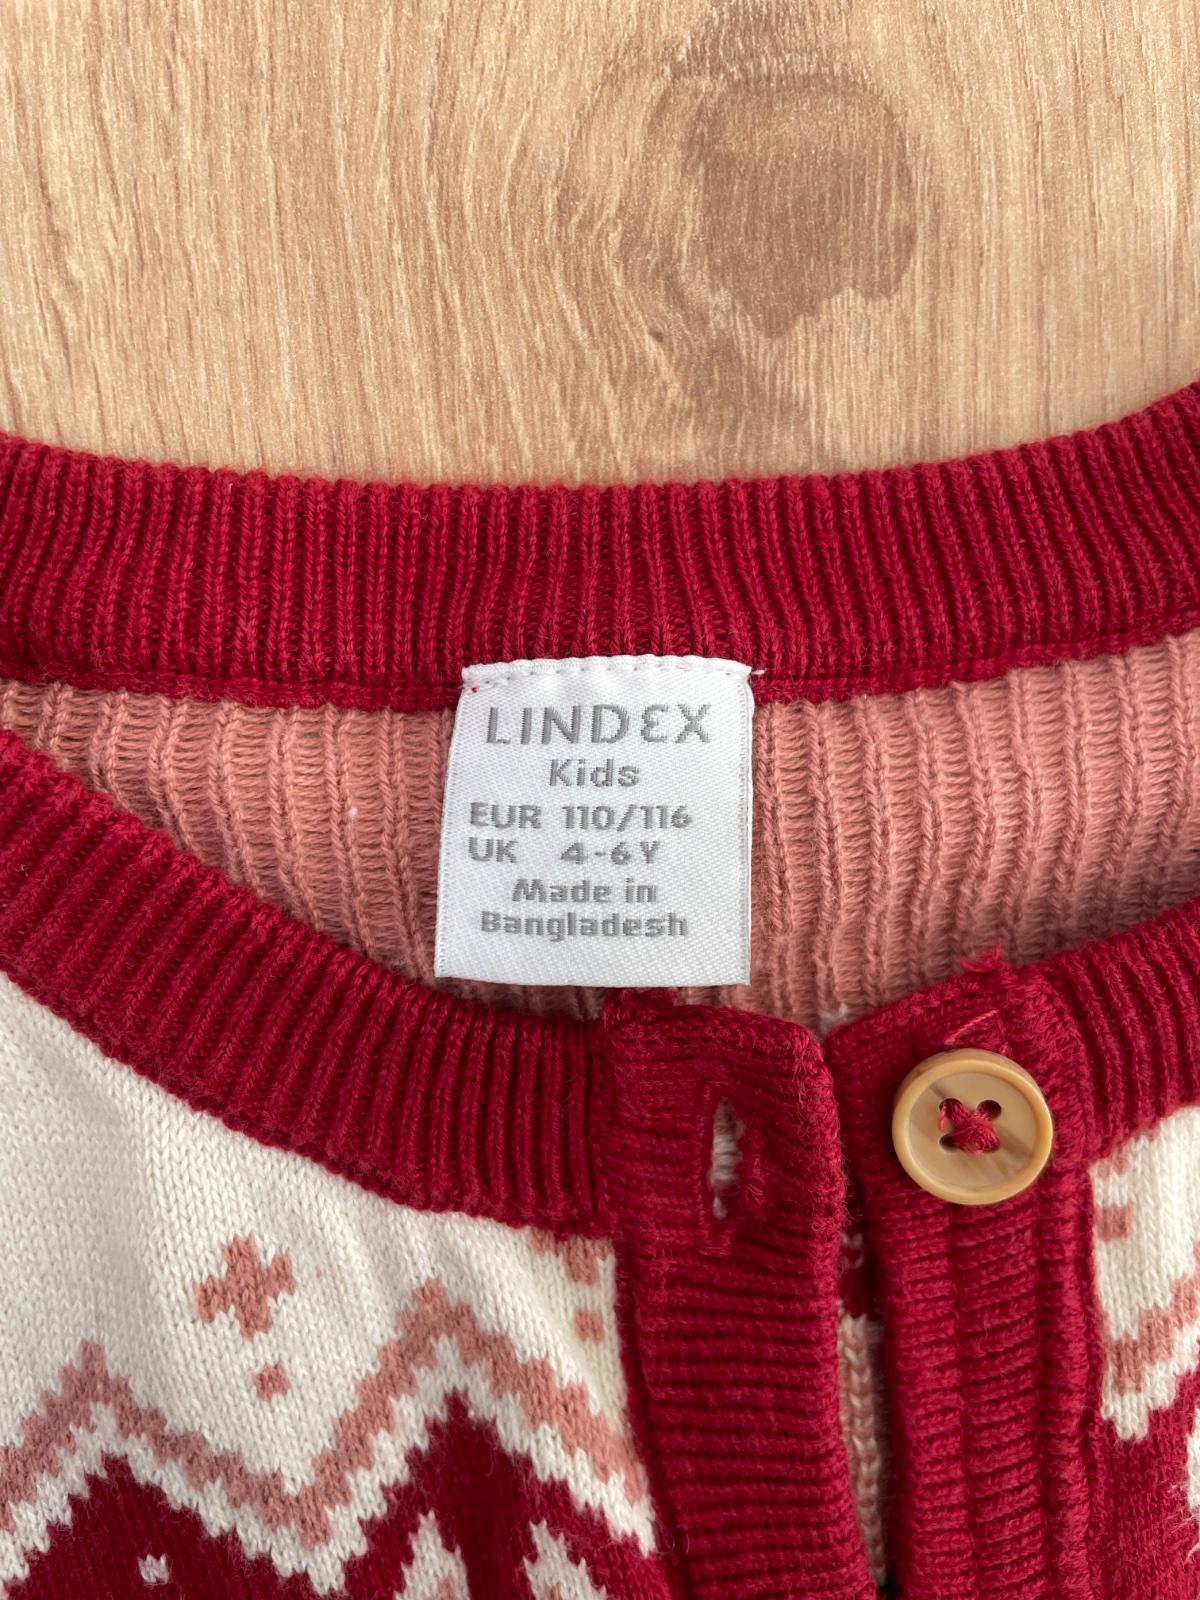 LINDEX
Kids
EUR 110/116
UK 4-6Y
Made in
Bangladesh